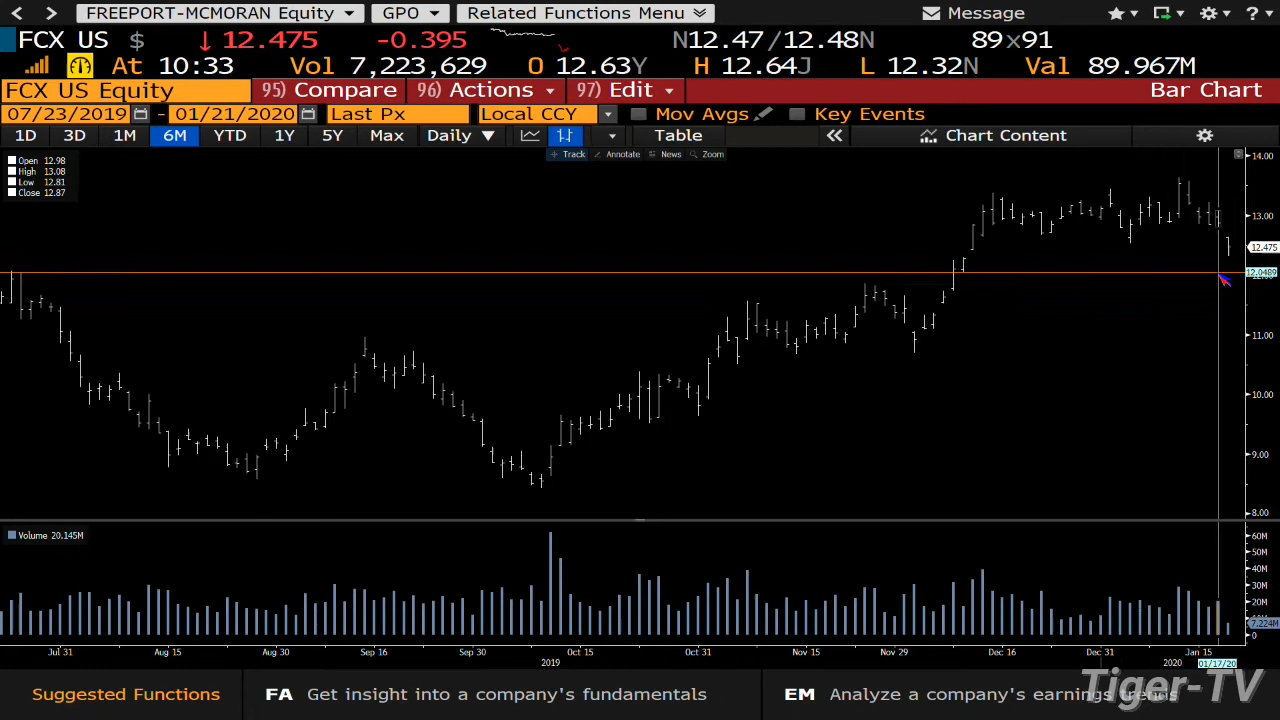 FREEPORT-MCMORAN Equity GPO Related Functions Menu Message
FCX US $ ↓ 12.475 -0.395 N12.47/12.48N 89x91
At 10:33 Vol 7,223,629 O 12.63Y H 12.64J L 12.32N Val 89.967M
FCX US Equity 95) Compare 96) Actions 97) Edit Bar Chart
07/23/2019 - 01/21/2020 Last Px Local CCY Mov Avgs Key Events
1D 3D 1M 6M YTD 1Y 5Y Max Daily ▼ Table « Chart Content
Track Annotate News Zoom
Open 12.98
High 13.08
Low 12.81
Close 12.87
14.00
13.00
12.475
12.0489
11.00
10.00
9.00
8.00
Volume 20.145M
60M
50M
40M
30M
20M
7.224M
0
Jul 31 Aug 15 Aug 30 Sep 16 Sep 30 Oct 15 Oct 31 Nov 15 Nov 29 Dec 16 Dec 31 Jan 15
2019 2020 01/17/20
Suggested Functions FA Get insight into a company's fundamentals EM Analyze a company's earnings trends
Tiger-TV